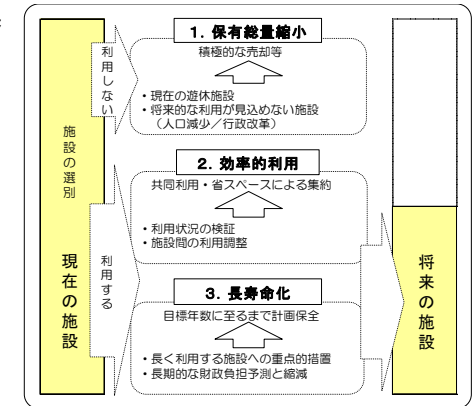 施設の選別
現在の施設
利用しない
利用する
1．保有総量縮小
積極的な売却等
・現在の遊休施設
・将来的な利用が見込めない施設
（人口減少／行政改革）
2．効率的利用
共同利用・省スペースによる集約
・利用状況の検証
・施設間の利用調整
3．長寿命化
目標年数に至るまで計画保全
・長く利用する施設への重点的措置
・長期的な財政負担予測と縮減
将来の施設